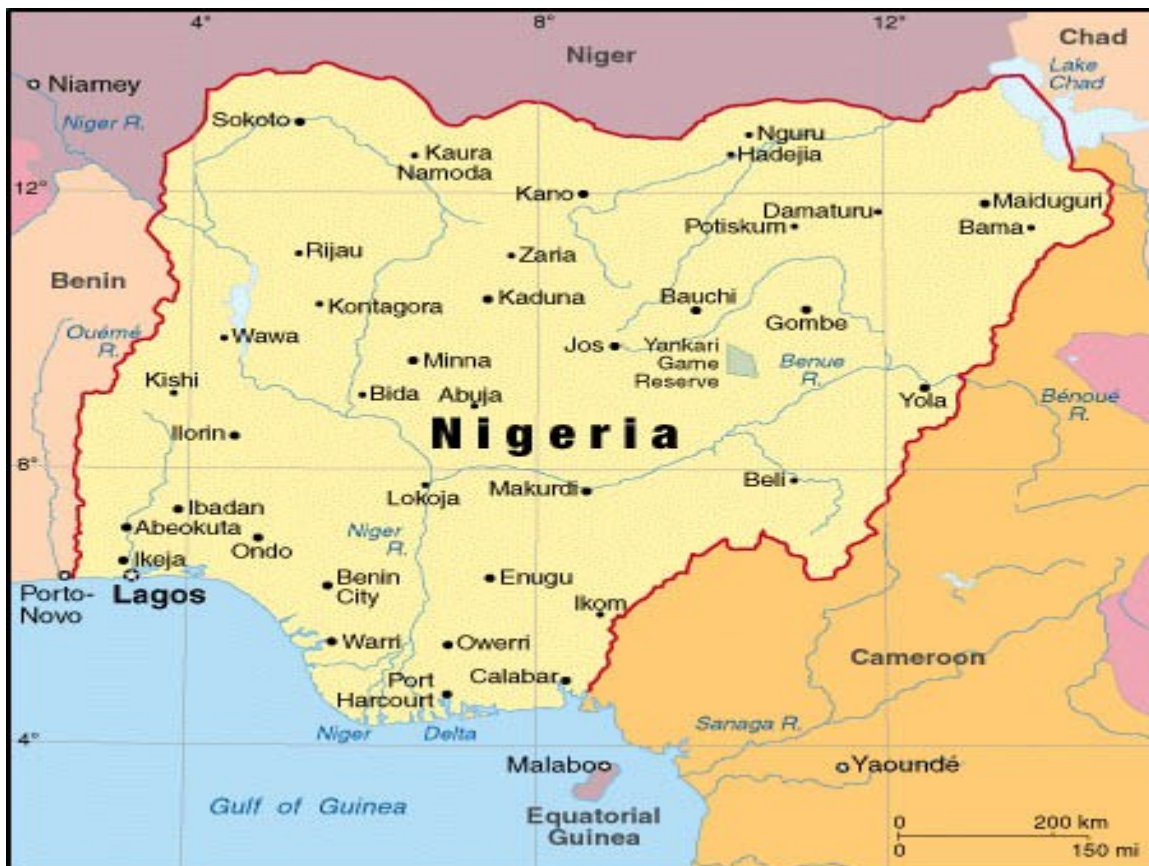 4°
8°
12°
Niger
Chad
Lake
Chad
Niamey
Niger R.
Sokoto
Kaura
Namoda
Nguru
Hadejia
12°
Kano
Damaturu
Maiduguri
Potiskum
Bama
Rijau
Zaria
Benin
Kontagora
Kaduna
Bauchi
Gombe
Ouémé
R.
Wawa
Jos
Yankari
Game
Reserve
Minna
Benue
R.
Kishi
Bida
Abuja
Yola
Bénoué
R.
Ilorin
Nigeria
8°
Lokoja
Makurdi
Beli
Ibadan
Abeokuta
Ondo
Niger
R.
Ikeja
Porto-
Novo
Lagos
Benin
City
Enugu
Ikom
Warri
Owerri
Cameroon
Port
Harcourt
Calabar
Niger Delta
Sanaga R.
4°
Malabo
Yaoundé
Gulf of Guinea
Equatorial
Guinea
0 200 km
0 150 mi